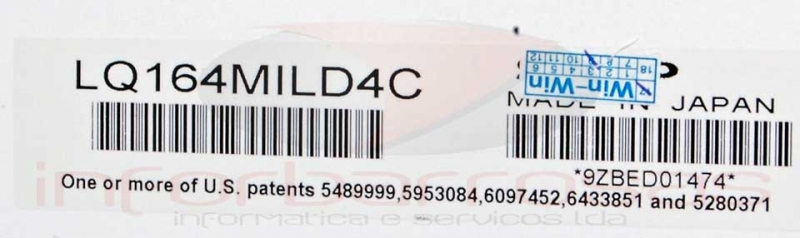 LQ164MILD4C
Win-Win
MADE IN JAPAN
*9ZBED01474*
One or more of U.S. patents 5489999,5953084,6097452,6433851 and 5280371
inforbarros
informatica e servicos lda